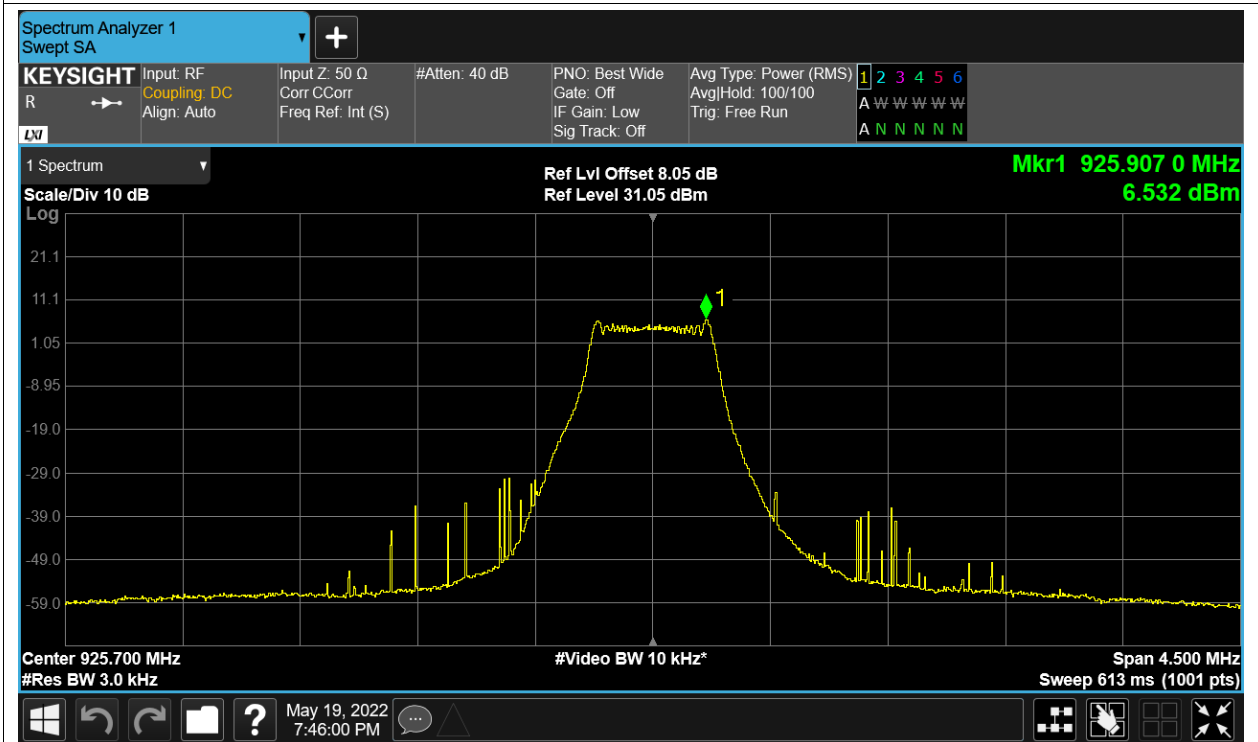 Spectrum Analyzer 1
Swept SA
KEYSIGHT
R
LXI
Input: RF
Coupling: DC
Align: Auto
Input Z: 50 Ω
Corr CCorr
Freq Ref: Int (S)
#Atten: 40 dB
PNO: Best Wide
Gate: Off
IF Gain: Low
Sig Track: Off
Avg Type: Power (RMS)
Avg|Hold: 100/100
Trig: Free Run
1 2 3 4 5 6
A W W W W W
A N N N N N
1 Spectrum
Scale/Div 10 dB
Log
Ref Lvl Offset 8.05 dB
Ref Level 31.05 dBm
Mkr1 925.907 0 MHz
6.532 dBm
21.1
11.1
1.05
-8.95
-19.0
-29.0
-39.0
-49.0
-59.0
1
Center 925.700 MHz
#Res BW 3.0 kHz
#Video BW 10 kHz*
Span 4.500 MHz
Sweep 613 ms (1001 pts)
?
May 19, 2022
7:46:00 PM